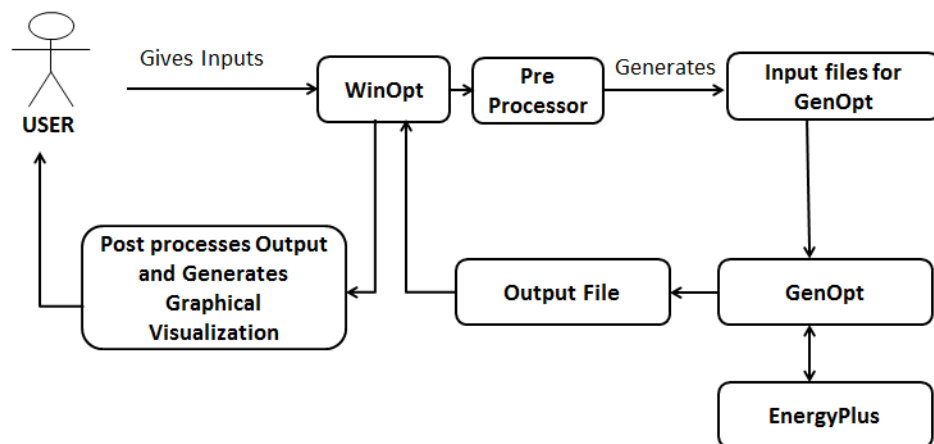 Gives Inputs
WinOpt
Pre
Processor
Generates
Input files for
GenOpt
USER
Post processes Output
and Generates
Graphical
Visualization
Output File
GenOpt
EnergyPlus